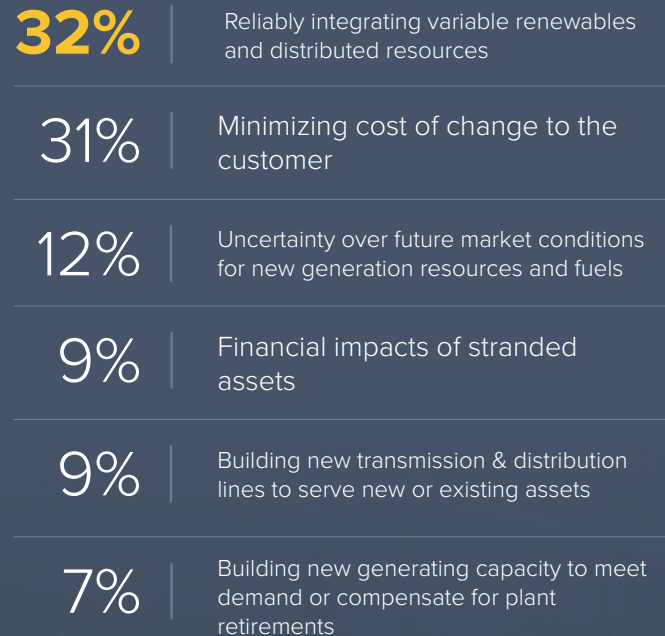 32%
Reliably integrating variable renewables
and distributed resources
31%
Minimizing cost of change to the
customer
12%
Uncertainty over future market conditions
for new generation resources and fuels
9%
Financial impacts of stranded
assets
9%
Building new transmission & distribution
lines to serve new or existing assets
7%
Building new generating capacity to meet
demand or compensate for plant
retirements